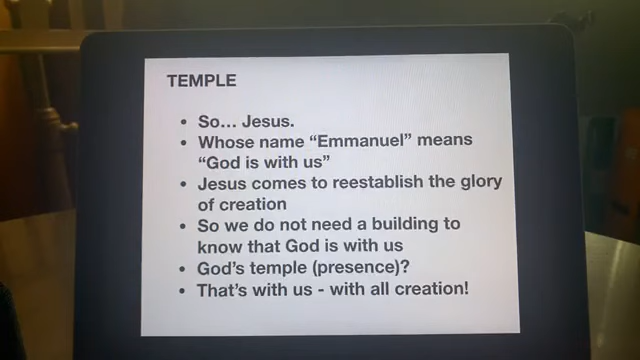 TEMPLE
• So... Jesus.
• Whose name “Emmanuel” means
“God is with us”
• Jesus comes to reestablish the glory
of creation
• So we do not need a building to
know that God is with us
• God’s temple (presence)?
• That’s with us - with all creation!